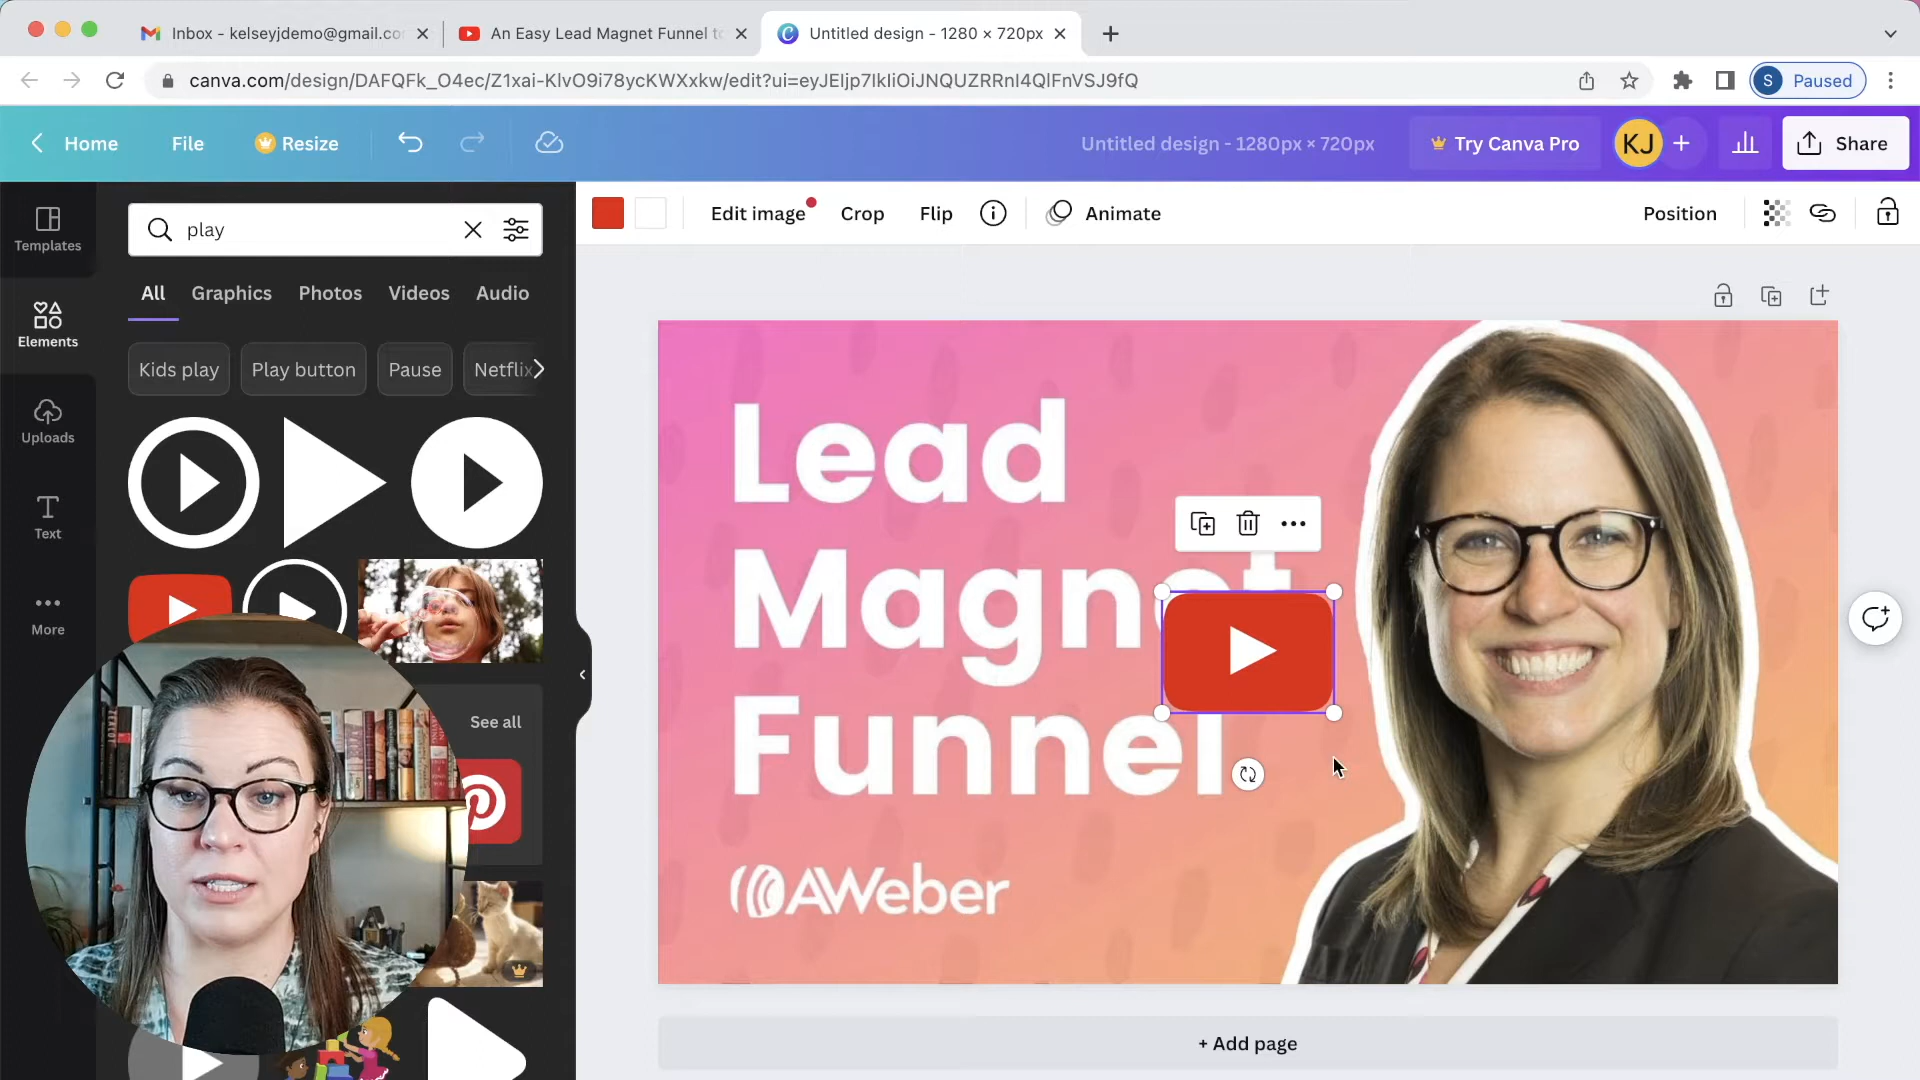 Inbox - kelseyjdemo@gmail.co
An Easy Lead Magnet Funnel to
Untitled design - 1280 × 720px
canva.com/design/DAFQFk_O4ec/Z1xai-KlvO9i78ycKWXxkw/edit?ui=eyJEIjp7IkIiOiJNQUZRRnI4QlFnVSJ9fQ
S Paused
Home
File
Resize
Untitled design - 1280px × 720px
Try Canva Pro
KJ
Share
Templates
Elements
Uploads
Text
More
play
All Graphics Photos Videos Audio
Kids play Play button Pause Netflix
See all
Edit image Crop Flip Animate Position
Lead
Magnet
Funnel
AWeber
+ Add page